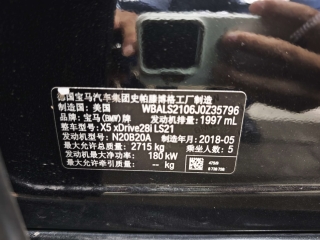 德国宝马汽车集团史帕滕博格工厂制造
制造国：美国 WBALS2106J0Z35796
品牌：宝马(BMW)牌 发动机排量：1997 mL
整车型号：X5 xDrive28i LS21
发动机型号：N20B20A 制造年月：2018-05
最大允许总质量：2715 kg 乘坐人数：5
发动机最大净功率：180 kW
最大允许牵引质量：-- kg